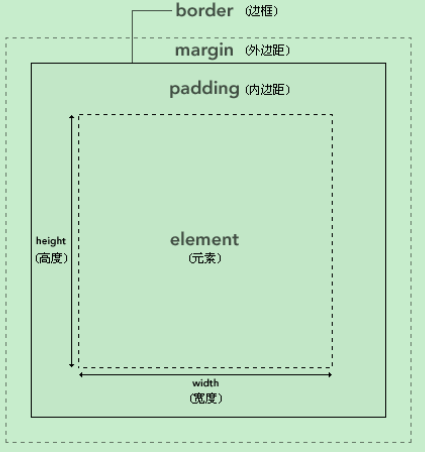 border (边框)
margin (外边距)
padding (内边距)
height
(高度)
element
(元素)
width
(宽度)